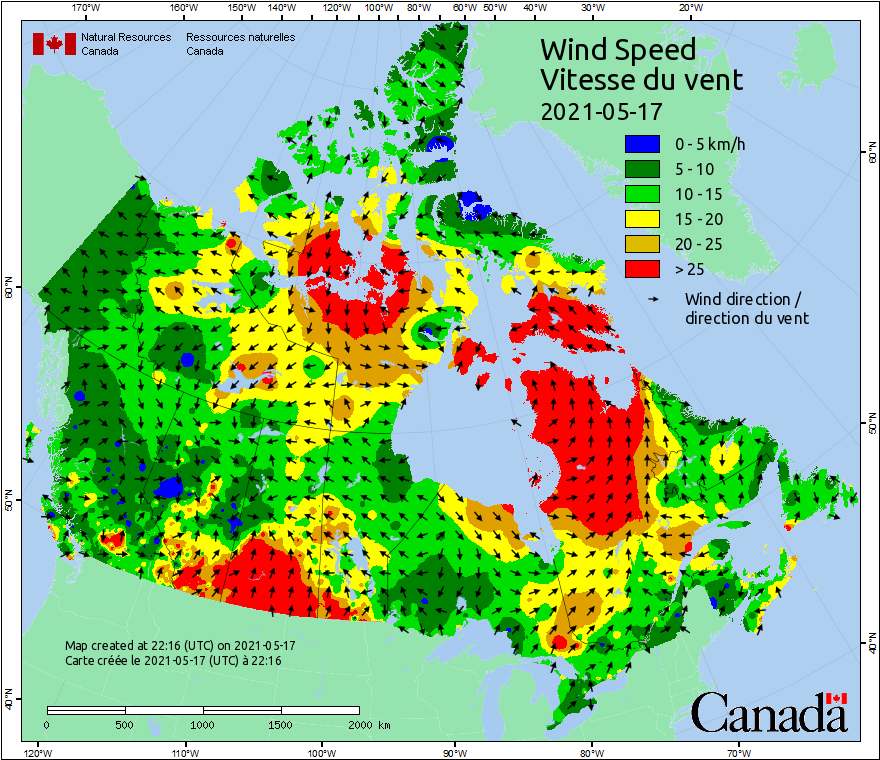 170°W 160°W 150°W 140°W 130°W 120°W 110°W 100°W 90°W 80°W 70°W 60°W 50°W 40°W 30°W 20°W
Natural Resources Canada
Ressources naturelles Canada
Wind Speed
Vitesse du vent
2021-05-17
0 - 5 km/h
5 - 10
10 - 15
15 - 20
20 - 25
> 25
Wind direction /
direction du vent
60°N
60°N
50°N
50°N
40°N
40°N
Map created at 22:16 (UTC) on 2021-05-17
Carte créée le 2021-05-17 (UTC) à 22:16
0 500 1000 1500 2000 km
Canada
120°W 110°W 100°W 90°W 80°W 70°W